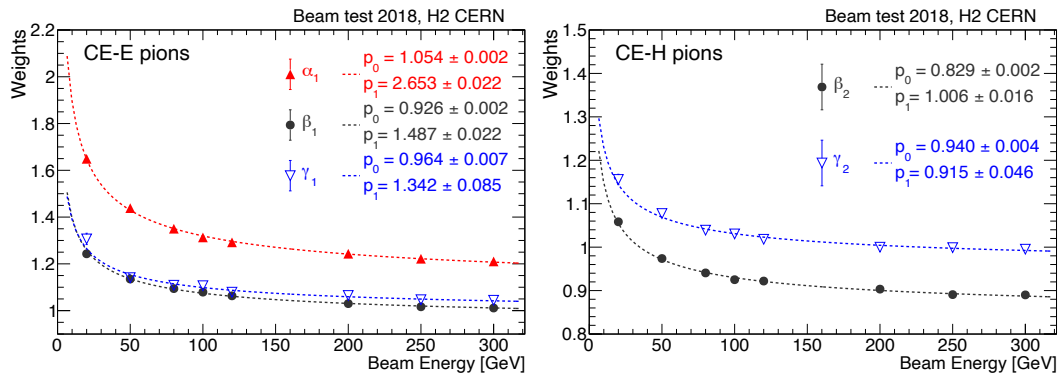 Beam test 2018, H2 CERN
Weights
2.2
2
1.8
1.6
1.4
1.2
1
CE-E pions
α₁
p₀ = 1.054 ± 0.002
p₁= 2.653 ± 0.022
β₁
p₀ = 0.926 ± 0.002
p₁= 1.487 ± 0.022
γ₁
p₀ = 0.964 ± 0.007
p₁= 1.342 ± 0.085
0 50 100 150 200 250 300
Beam Energy [GeV]
Beam test 2018, H2 CERN
Weights
1.5
1.4
1.3
1.2
1.1
1
0.9
0.8
CE-H pions
β₂
p₀ = 0.829 ± 0.002
p₁= 1.006 ± 0.016
γ₂
p₀ = 0.940 ± 0.004
p₁= 0.915 ± 0.046
0 50 100 150 200 250 300
Beam Energy [GeV]